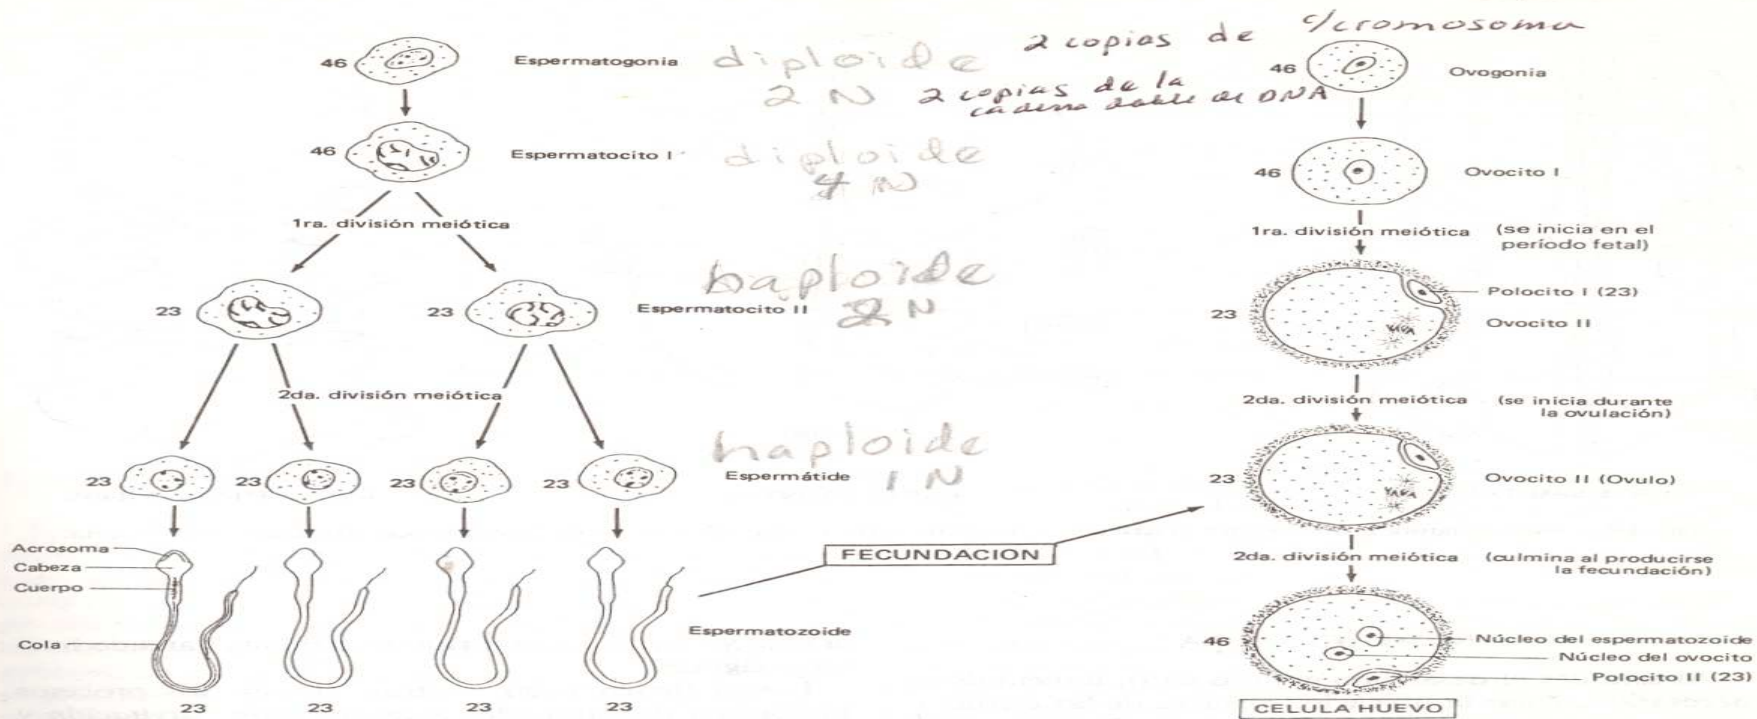 46
Espermatogonia
diploide
2 N
2 copias de c/cromosoma
2 copias de la
cadena doble de DNA
46
Espermatocito I
diploide
4 N
1ra. división meiótica
23
23
Espermatocito II
haploide
2 N
2da. división meiótica
23
23
23
23
Espermátide
haploide
1 N
Acrosoma
Cabeza
Cuerpo
Cola
Espermatozoide
23
23
23
23
FECUNDACION
46
Ovogonia
46
Ovocito I
1ra. división meiótica
(se inicia en el
período fetal)
23
Polocito I (23)
Ovocito II
2da. división meiótica
(se inicia durante
la ovulación)
23
Ovocito II (Ovulo)
2da. división meiótica
(culmina al producirse
la fecundación)
46
Núcleo del espermatozoide
Núcleo del ovocito
Polocito II (23)
CELULA HUEVO